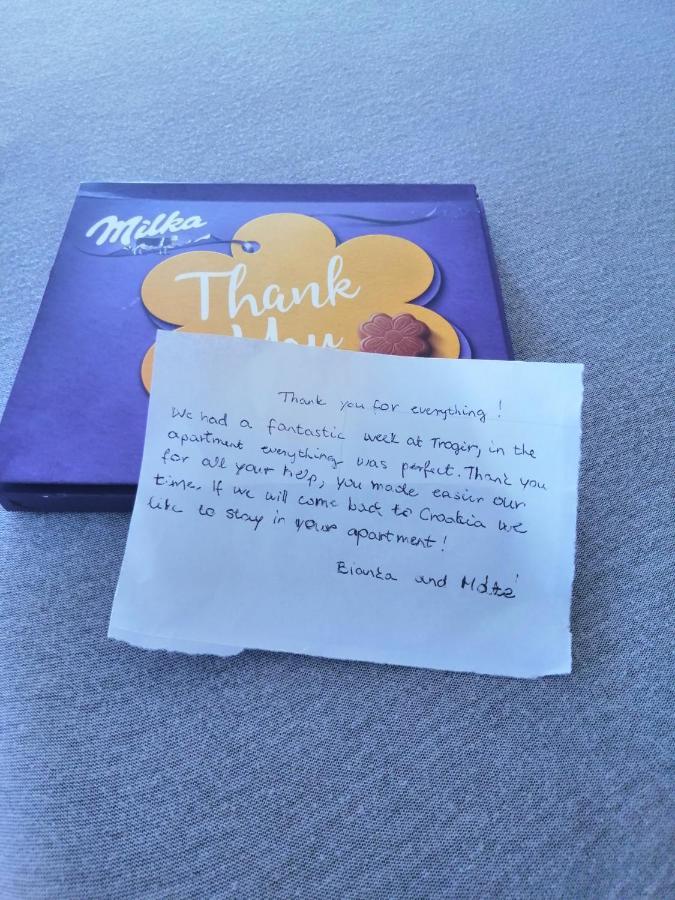 Milka
Thank
You
Thank you for everything!
We had a fantastic week at Trogir, in the
apartment everything was perfect. Thank you
for all your help, you made easier our
time. If we will come back to Croatia we
like to stay in your apartment!
Bianka and Máté